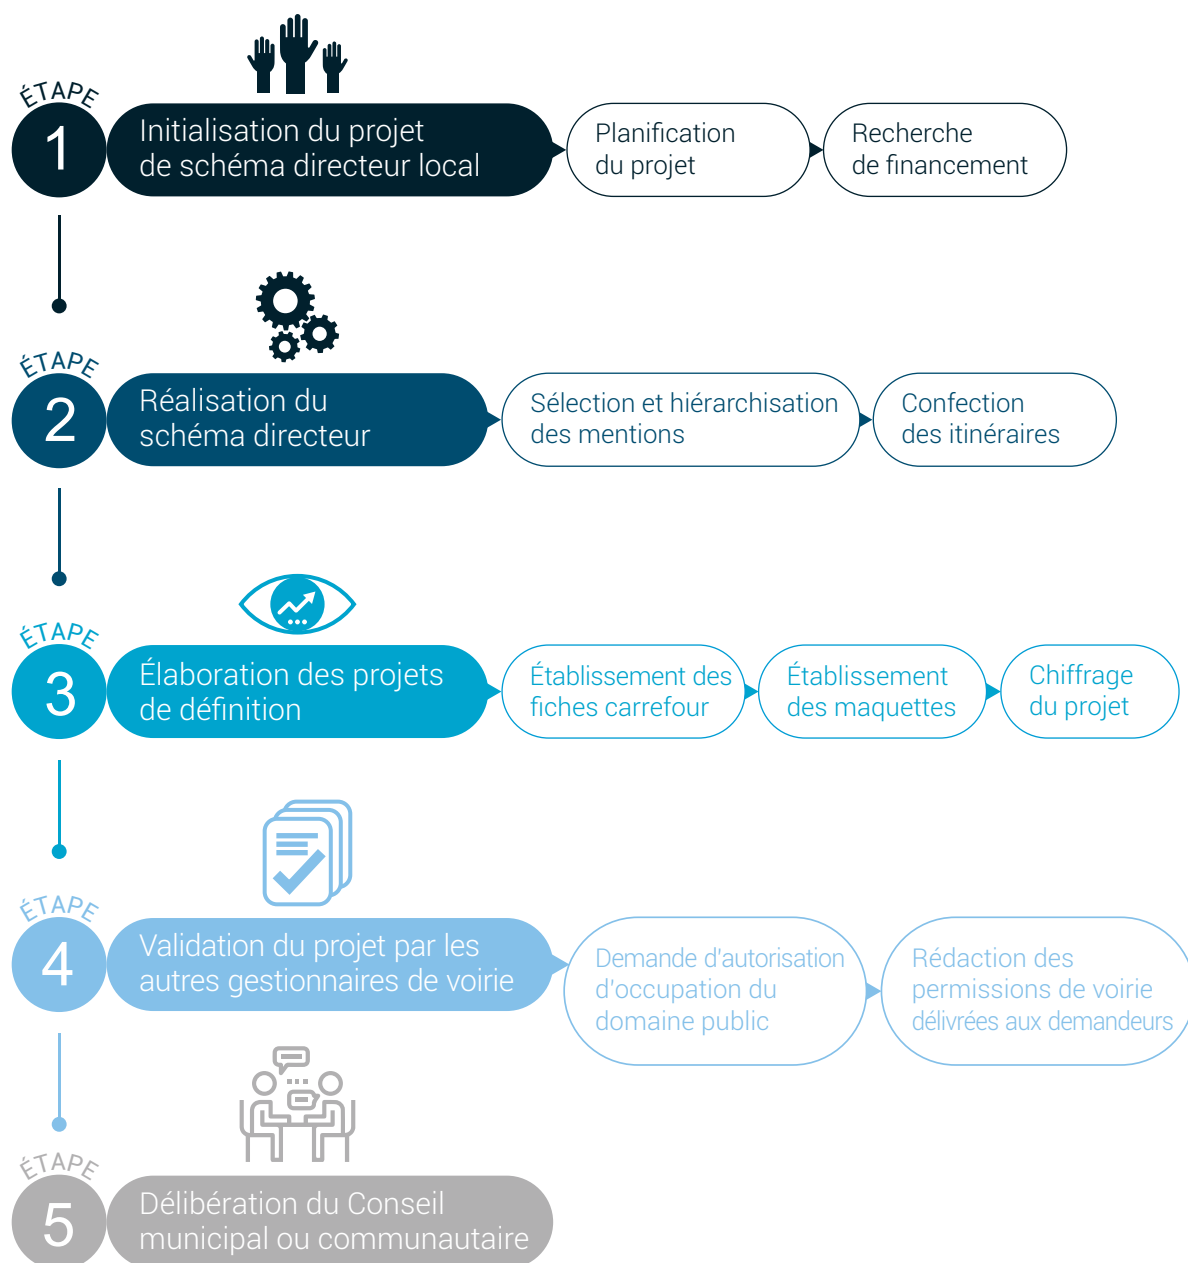 ÉTAPE
1
Initialisation du projet
de schéma directeur local
Planification
du projet
Recherche
de financement
ÉTAPE
2
Réalisation du
schéma directeur
Sélection et hiérarchisation
des mentions
Confection
des itinéraires
ÉTAPE
3
Élaboration des projets
de définition
Établissement des
fiches carrefour
Établissement
des maquettes
Chiffrage
du projet
ÉTAPE
4
Validation du projet par les
autres gestionnaires de voirie
Demande d'autorisation
d'occupation du
domaine public
Rédaction des
permissions de voirie
délivrées aux demandeurs
ÉTAPE
5
Délibération du Conseil
municipal ou communautaire